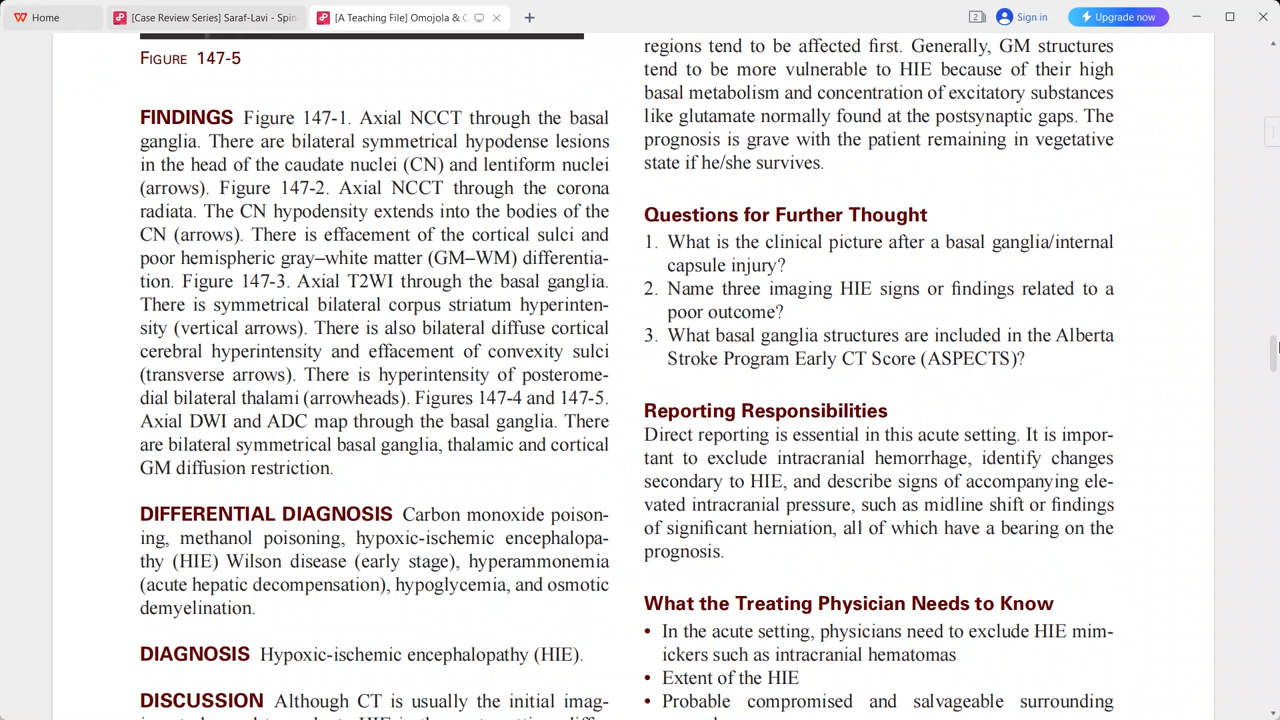 Home
[Case Review Series] Saraf-Lavi - Spin
[A Teaching File] Omojola & C
2
Sign in
Upgrade now
FIGURE 147-5
FINDINGS Figure 147-1. Axial NCCT through the basal
ganglia. There are bilateral symmetrical hypodense lesions
in the head of the caudate nuclei (CN) and lentiform nuclei
(arrows). Figure 147-2. Axial NCCT through the corona
radiata. The CN hypodensity extends into the bodies of the
CN (arrows). There is effacement of the cortical sulci and
poor hemispheric gray–white matter (GM–WM) differentia-
tion. Figure 147-3. Axial T2WI through the basal ganglia.
There is symmetrical bilateral corpus striatum hyperinten-
sity (vertical arrows). There is also bilateral diffuse cortical
cerebral hyperintensity and effacement of convexity sulci
(transverse arrows). There is hyperintensity of posterome-
dial bilateral thalami (arrowheads). Figures 147-4 and 147-5.
Axial DWI and ADC map through the basal ganglia. There
are bilateral symmetrical basal ganglia, thalamic and cortical
GM diffusion restriction.
DIFFERENTIAL DIAGNOSIS Carbon monoxide poison-
ing, methanol poisoning, hypoxic-ischemic encephalopa-
thy (HIE) Wilson disease (early stage), hyperammonemia
(acute hepatic decompensation), hypoglycemia, and osmotic
demyelination.
DIAGNOSIS Hypoxic-ischemic encephalopathy (HIE).
DISCUSSION Although CT is usually the initial imag-
regions tend to be affected first. Generally, GM structures
tend to be more vulnerable to HIE because of their high
basal metabolism and concentration of excitatory substances
like glutamate normally found at the postsynaptic gaps. The
prognosis is grave with the patient remaining in vegetative
state if he/she survives.
Questions for Further Thought
1. What is the clinical picture after a basal ganglia/internal
capsule injury?
2. Name three imaging HIE signs or findings related to a
poor outcome?
3. What basal ganglia structures are included in the Alberta
Stroke Program Early CT Score (ASPECTS)?
Reporting Responsibilities
Direct reporting is essential in this acute setting. It is impor-
tant to exclude intracranial hemorrhage, identify changes
secondary to HIE, and describe signs of accompanying ele-
vated intracranial pressure, such as midline shift or findings
of significant herniation, all of which have a bearing on the
prognosis.
What the Treating Physician Needs to Know
• In the acute setting, physicians need to exclude HIE mim-
ickers such as intracranial hematomas
• Extent of the HIE
• Probable compromised and salvageable surrounding